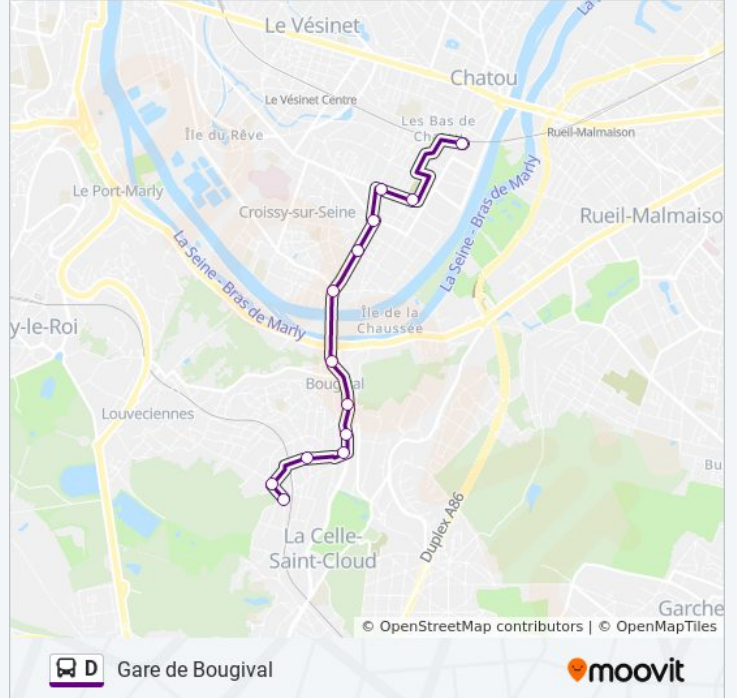 La
Le Vésinet
Chatou
Le Vésinet Centre
Les Bas de
Île du Rêve
Rueil-Malmaison
Le Port-Marly
Croissy-sur-Seine
Rueil-Malmaiso
La Seine - Bras de Marly
La Seine - Bras de Marly
Île de la
Chaussée
y-le-Roi
Bougival
Louveciennes
Bu
Duplex A86
La Celle-
Saint-Cloud
Garche
© OpenStreetMap contributors | © OpenMapTiles
D Gare de Bougival
moovit